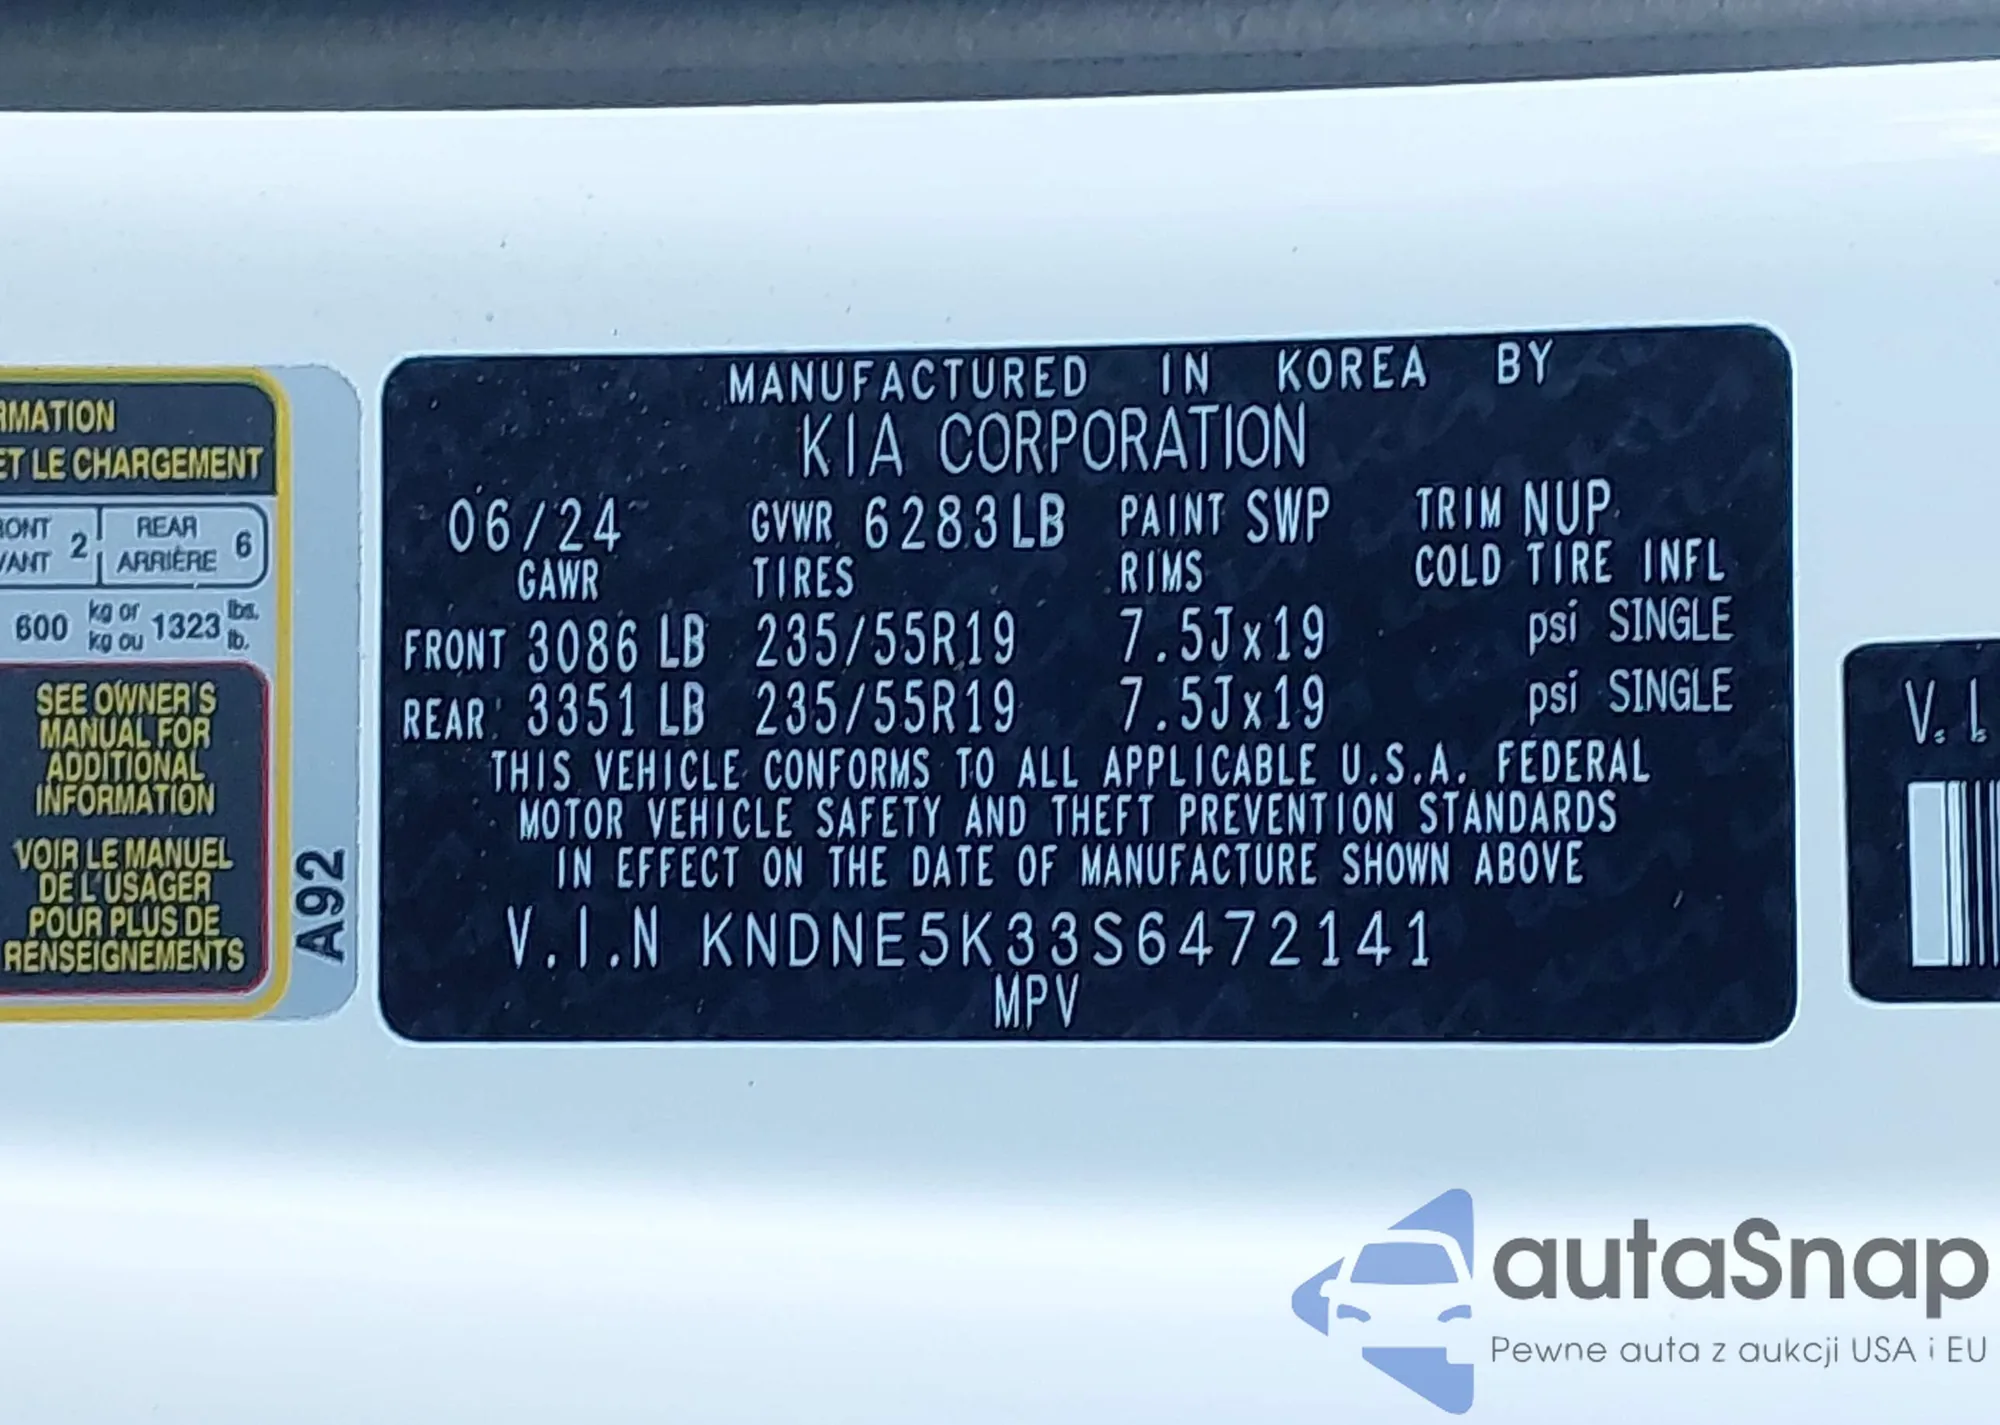 RMATION
ET LE CHARGEMENT
2 REAR 6
ARRIÈRE
600 kg or 1323 lbs.
kg ou lb.
SEE OWNER'S
MANUAL FOR
ADDITIONAL
INFORMATION
VOIR LE MANUEL
DE L'USAGER
POUR PLUS DE
RENSEIGNEMENTS
A92
MANUFACTURED IN KOREA BY
KIA CORPORATION
06/24 GVWR 6283LB PAINT SWP TRIM NUP
GAWR TIRES RIMS COLD TIRE INFL
FRONT 3086 LB 235/55R19 7.5Jx19 psi SINGLE
REAR 3351 LB 235/55R19 7.5Jx19 psi SINGLE
THIS VEHICLE CONFORMS TO ALL APPLICABLE U.S.A. FEDERAL
MOTOR VEHICLE SAFETY AND THEFT PREVENTION STANDARDS
IN EFFECT ON THE DATE OF MANUFACTURE SHOWN ABOVE
V.I.N KNDNE5K33S6472141
MPV
V.I
autaSnap
Pewne auta z aukcji USA i EU